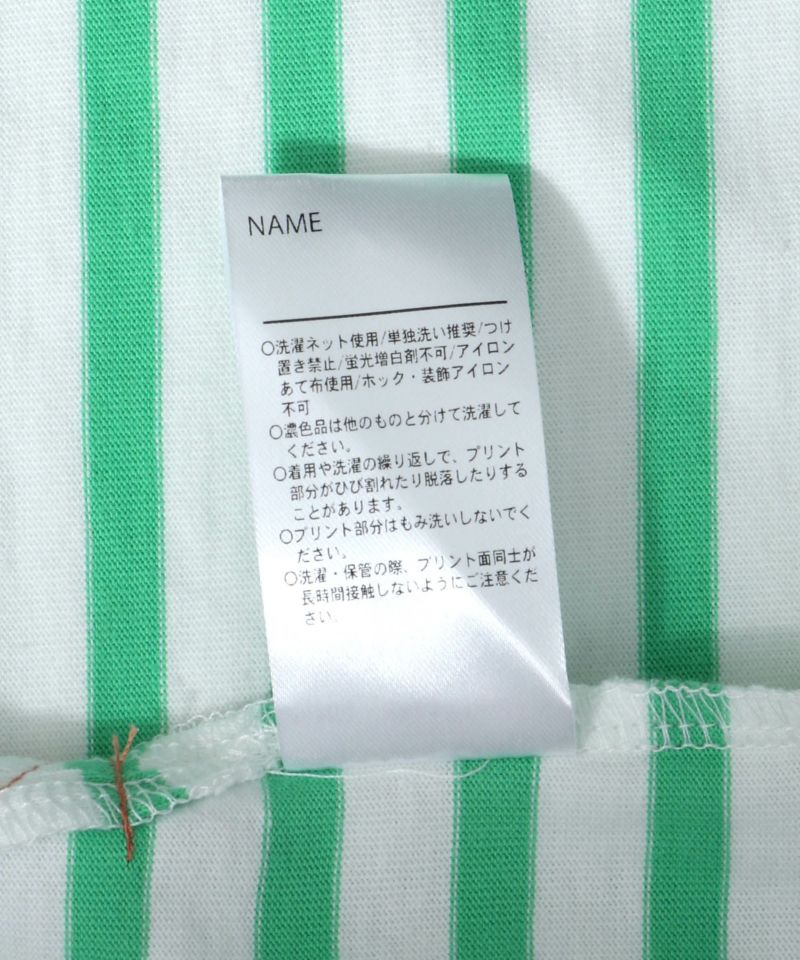 NAME
○洗濯ネット使用/単独洗い推奨/つけ
置き禁止/蛍光増白剤不可/アイロン
あて布使用/ホック・装飾アイロン
不可
○濃色品は他のものと分けて洗濯して
ください。
○着用や洗濯の繰り返しで、プリント
部分がひび割れたり脱落したりする
ことがあります。
○プリント部分はもみ洗いしないでく
ださい。
○洗濯・保管の際、プリント面同士が
長時間接触しないようにご注意くだ
さい。